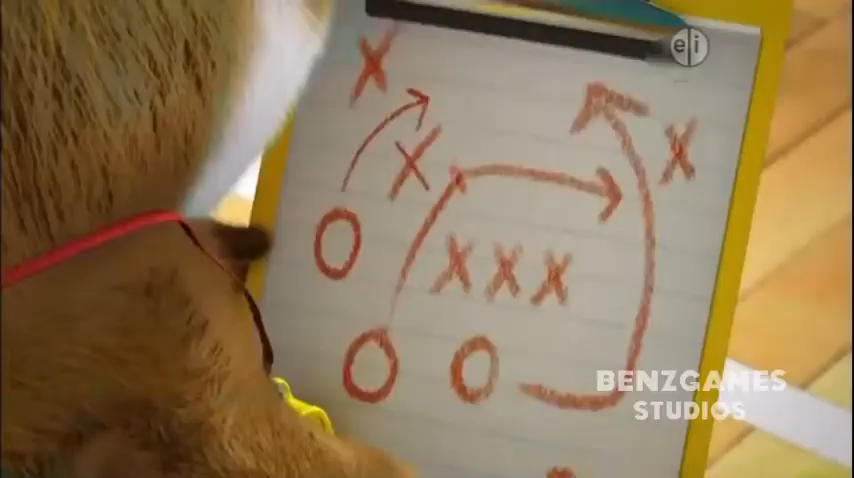 eli
X
X
X
O
X X X
O O
BENZGAMES
STUDIOS